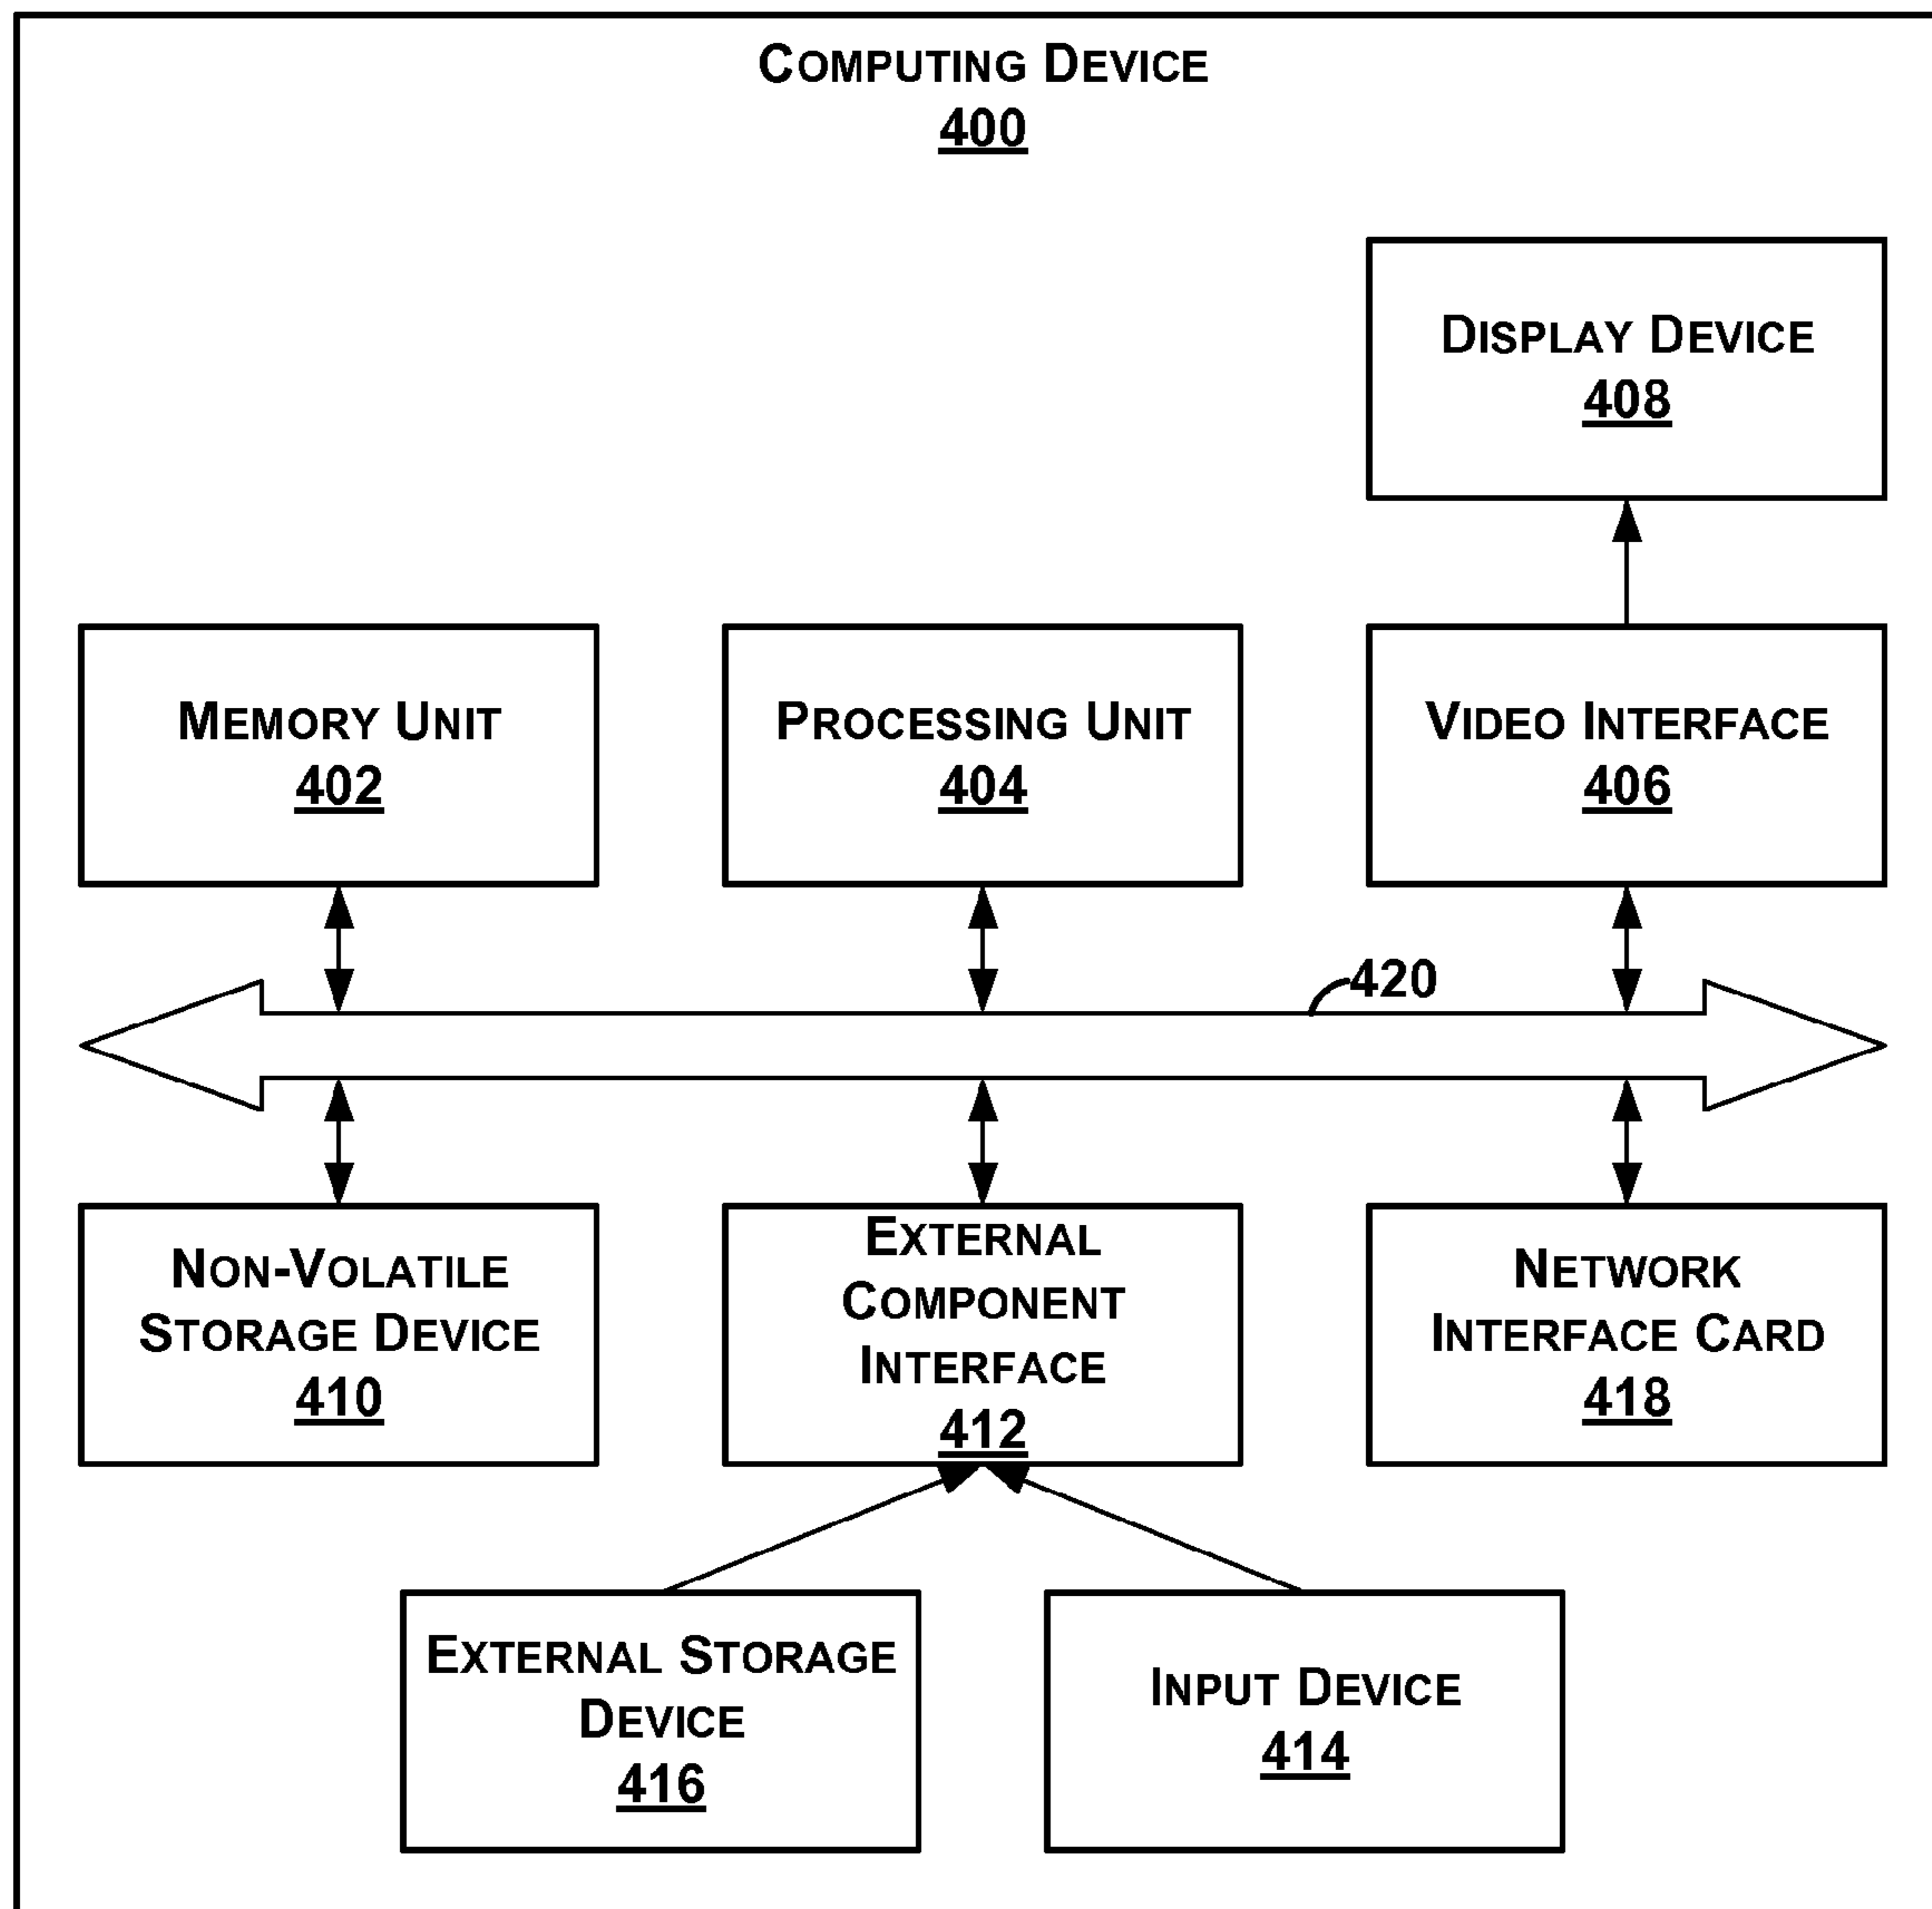 COMPUTING DEVICE
400
DISPLAY DEVICE
408
MEMORY UNIT
402
PROCESSING UNIT
404
VIDEO INTERFACE
406
420
NON-VOLATILE
STORAGE DEVICE
410
EXTERNAL
COMPONENT
INTERFACE
412
NETWORK
INTERFACE CARD
418
EXTERNAL STORAGE
DEVICE
416
INPUT DEVICE
414